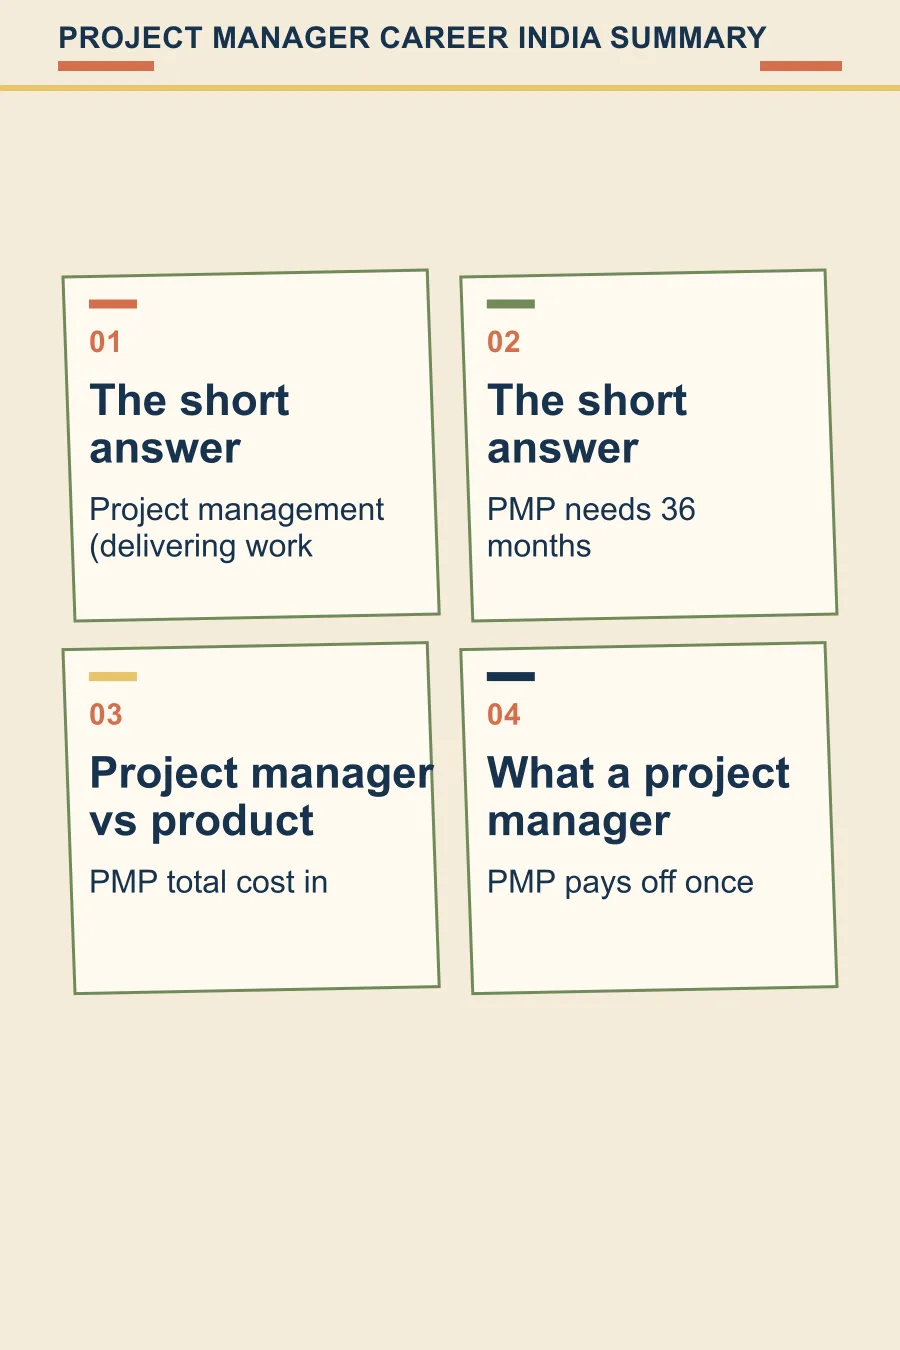 PROJECT MANAGER CAREER INDIA SUMMARY
01
The short
answer
Project management
(delivering work
02
The short
answer
PMP needs 36
months
03
Project manager
vs product
PMP total cost in
04
What a project
manager
PMP pays off once